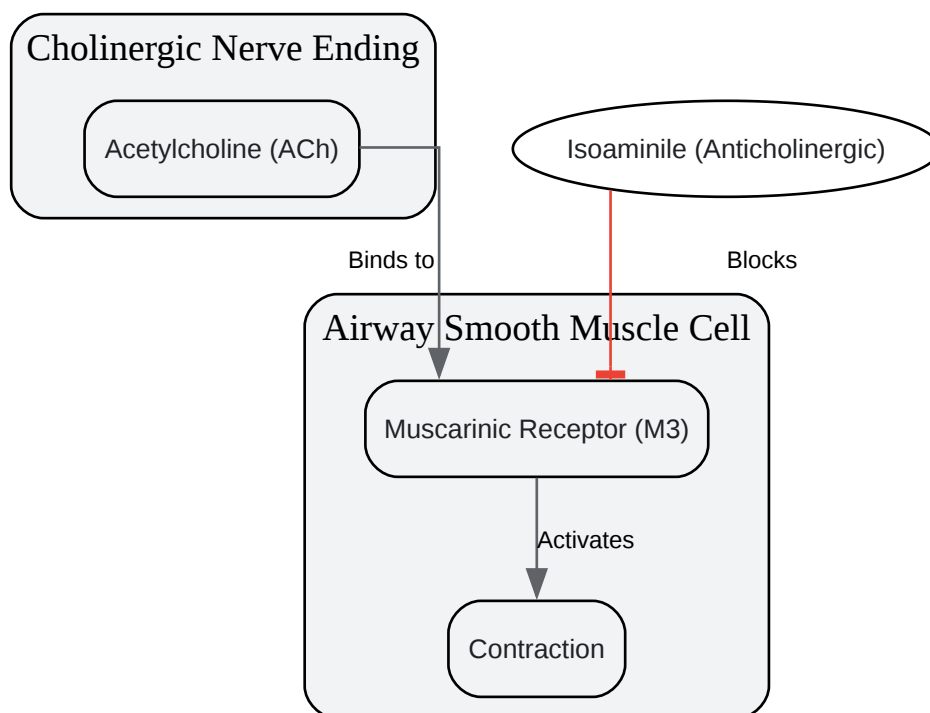 Cholinergic Nerve Ending
Acetylcholine (ACh)
Isoaminile (Anticholinergic)
Binds to
Blocks
Airway Smooth Muscle Cell
Muscarinic Receptor (M3)
Activates
Contraction